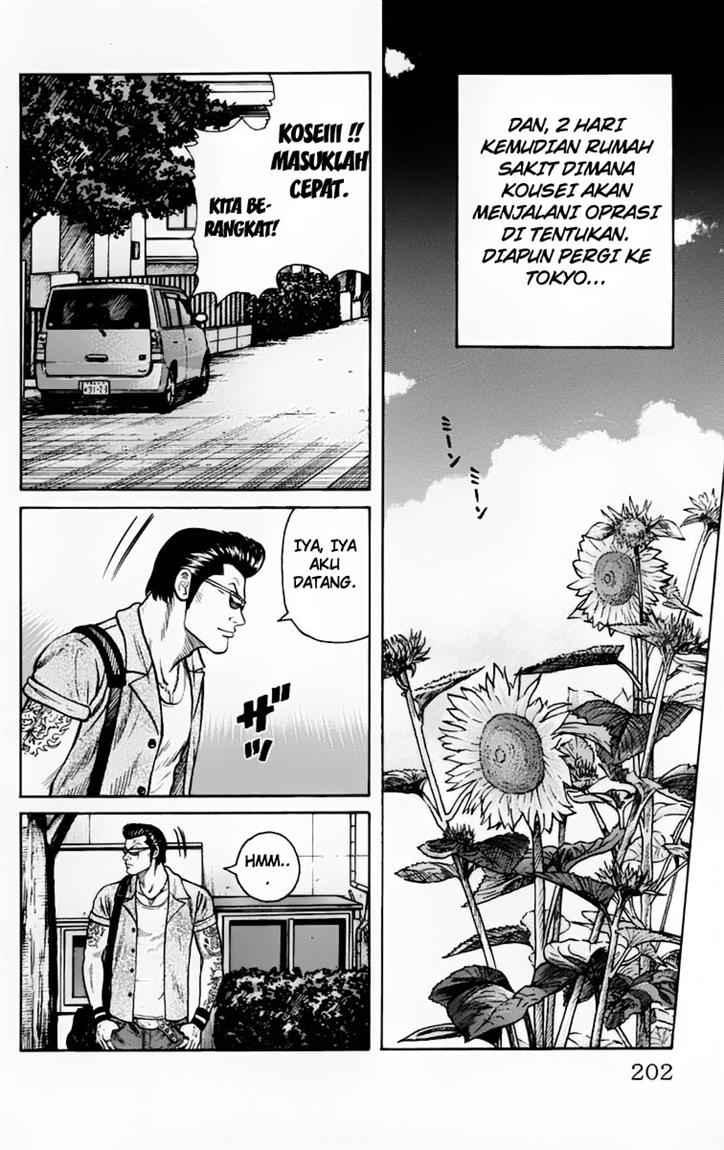 DAN, 2 HARI
KEMUDIAN RUMAH
SAKIT DIMANA
KOUSEI AKAN
MENJALANI OPRASI
DI TENTUKAN.
DIAPUN PERGI KE
TOKYO...
ミーン
ミーン
KOSEIII !!
MASUKLAH
CEPAT.
KITA BE-
RANGKAT!
IYA, IYA
AKU
DATANG.
ザッ
HMM..
.
202